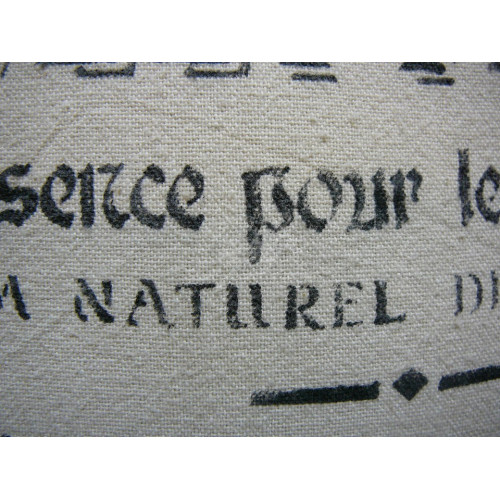 sence pour le
M NATUREL D